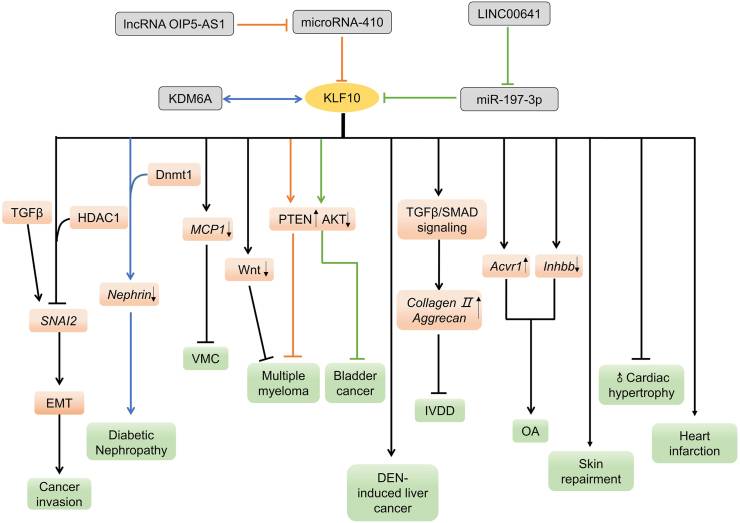 lncRNA OIP5-AS1
microRNA-410
LINC00641
KDM6A
KLF10
miR-197-3p
Dnmt1
TGFβ
HDAC1
MCP1
PTEN
AKT
TGFβ/SMAD
signaling
Nephrin
Wnt
Acvr1
Inhbb
SNAI2
Collagen Ⅱ
Aggrecan
VMC
Multiple
myeloma
Bladder
cancer
♂ Cardiac
hypertrophy
EMT
IVDD
Diabetic
Nephropathy
OA
Heart
infarction
Skin
repairment
Cancer
invasion
DEN-
induced liver
cancer